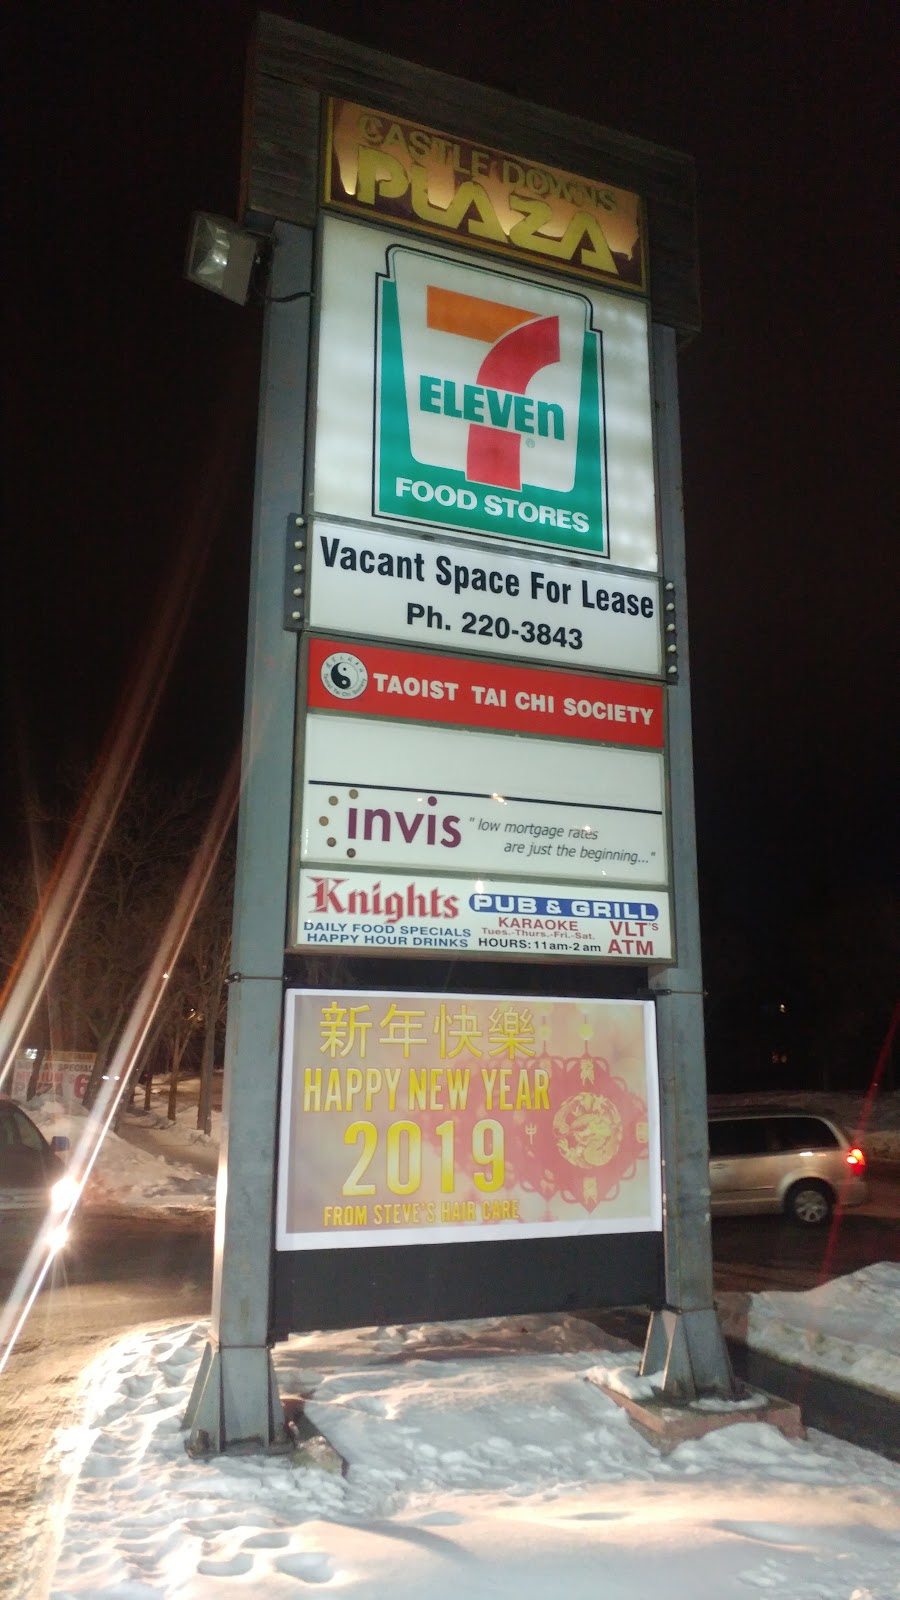 CASTLE DOWNS
PLAZA
7
ELEVEn
®
FOOD STORES
Vacant Space For Lease
Ph. 220-3843
TAOIST TAI CHI SOCIETY
invis
"low mortgage rates
are just the beginning..."
Knights
PUB & GRILL
DAILY FOOD SPECIALS
HAPPY HOUR DRINKS
KARAOKE
Tues.-Thurs.-Fri.-Sat.
HOURS: 11am-2am
VLT'S
ATM
新年快樂
HAPPY NEW YEAR
2019
FROM STEVE'S HAIR CARE